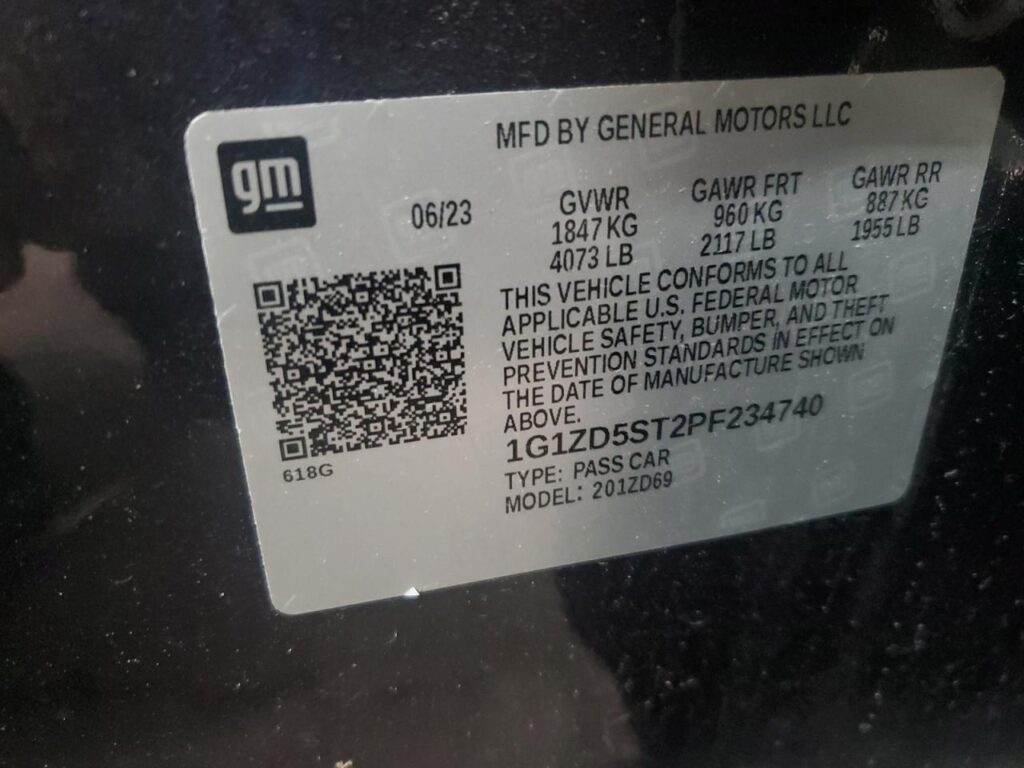 MFD BY GENERAL MOTORS LLC
gm
06/23
GVWR GAWR FRT GAWR RR
1847 KG 960 KG 887 KG
4073 LB 2117 LB 1955 LB
THIS VEHICLE CONFORMS TO ALL
APPLICABLE U.S. FEDERAL MOTOR
VEHICLE SAFETY, BUMPER, AND THEFT
PREVENTION STANDARDS IN EFFECT ON
THE DATE OF MANUFACTURE SHOWN
ABOVE.
1G1ZD5ST2PF234740
TYPE: PASS CAR
MODEL: 201ZD69
618G